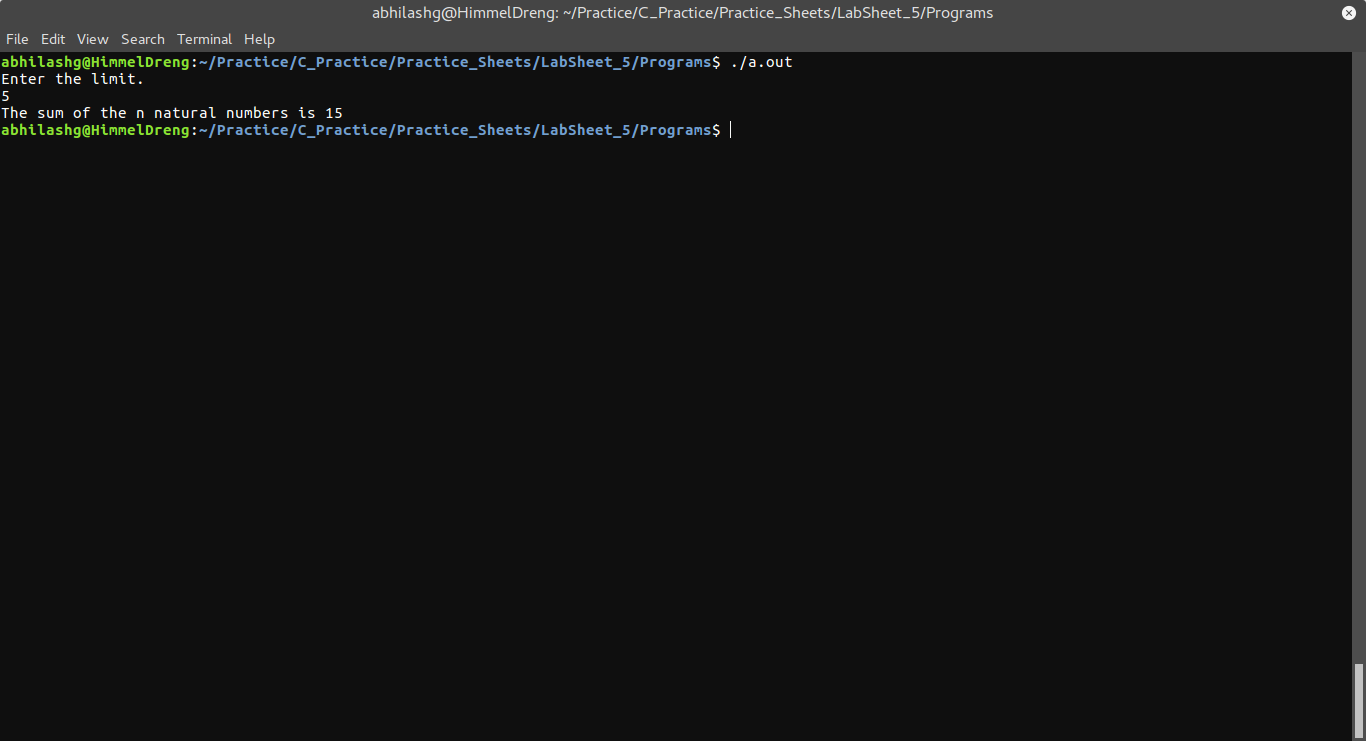 abhilashg@HimmelDreng: ~/Practice/C_Practice/Practice_Sheets/LabSheet_5/Programs
File Edit View Search Terminal Help
abhilashg@HimmelDreng:~/Practice/C_Practice/Practice_Sheets/LabSheet_5/Programs$ ./a.out
Enter the limit.
5
The sum of the n natural numbers is 15
abhilashg@HimmelDreng:~/Practice/C_Practice/Practice_Sheets/LabSheet_5/Programs$